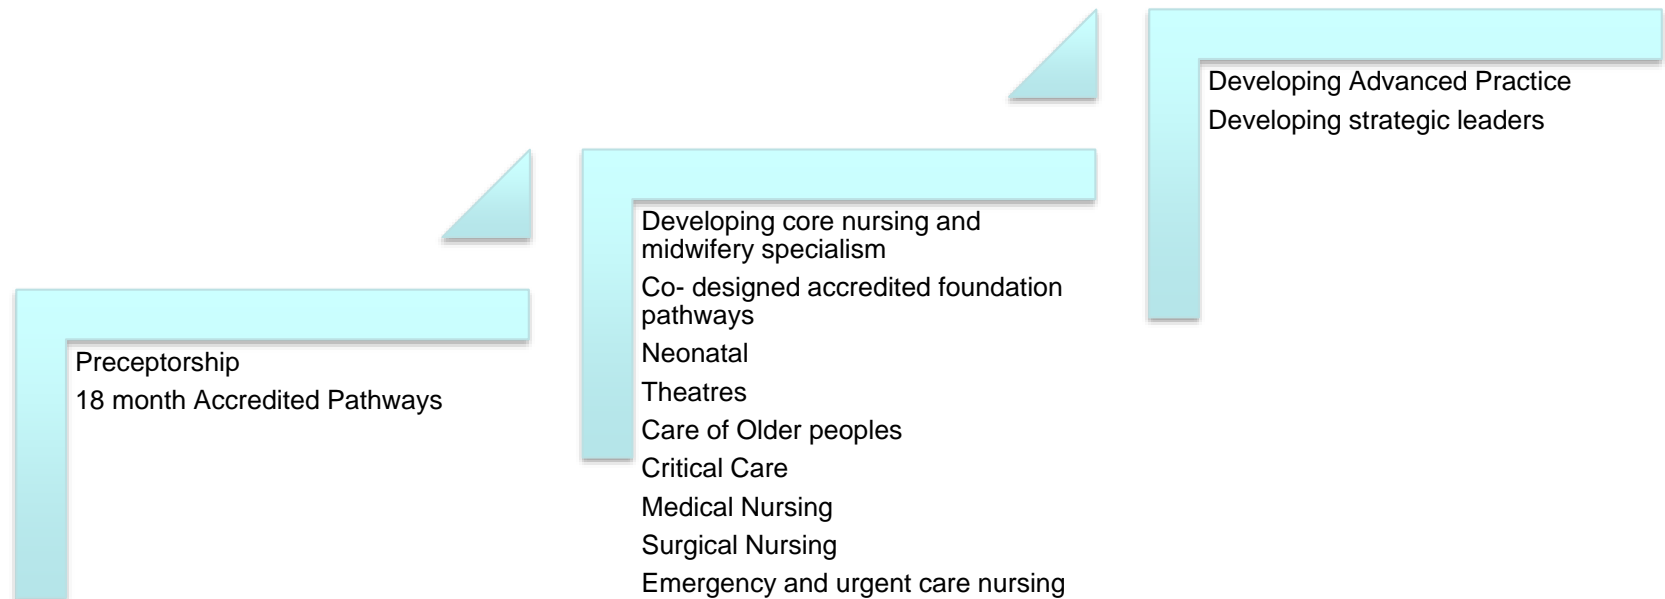 Preceptorship
18 month Accredited Pathways
Developing core nursing and
midwifery specialism
Co- designed accredited foundation
pathways
Neonatal
Theatres
Care of Older peoples
Critical Care
Medical Nursing
Surgical Nursing
Emergency and urgent care nursing
Developing Advanced Practice
Developing strategic leaders